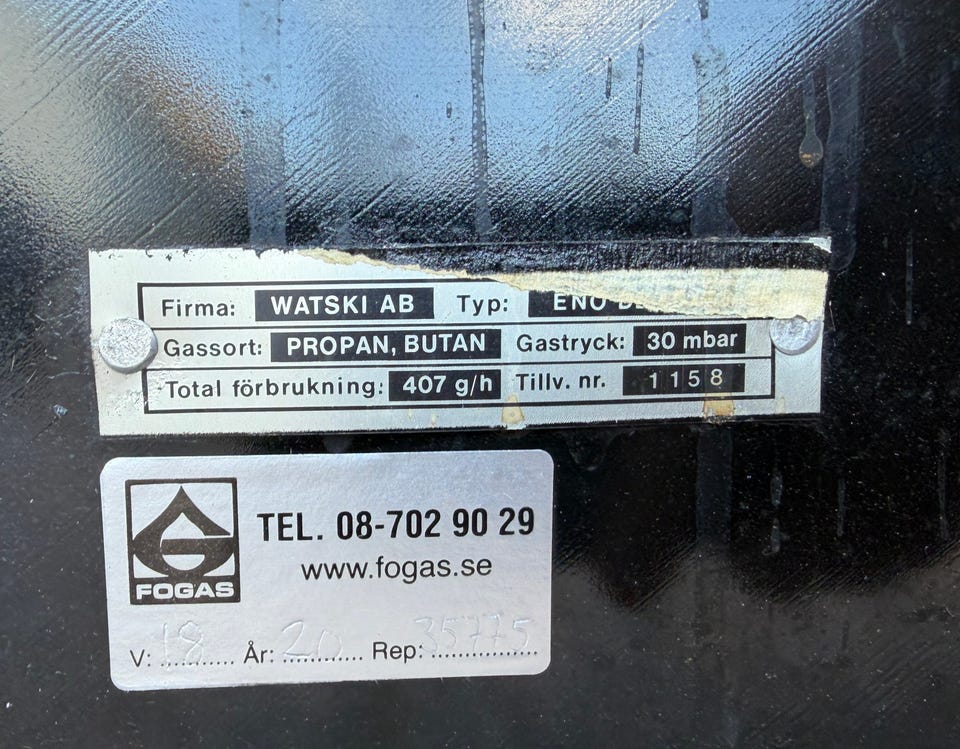 Firma: WATSKI AB Typ: ENO
Gassort: PROPAN, BUTAN Gastryck: 30 mbar
Total förbrukning: 407 g/h Tillv. nr. 1158
FOGAS
TEL. 08-702 90 29
www.fogas.se
V: 18 År: 20 Rep: 35775